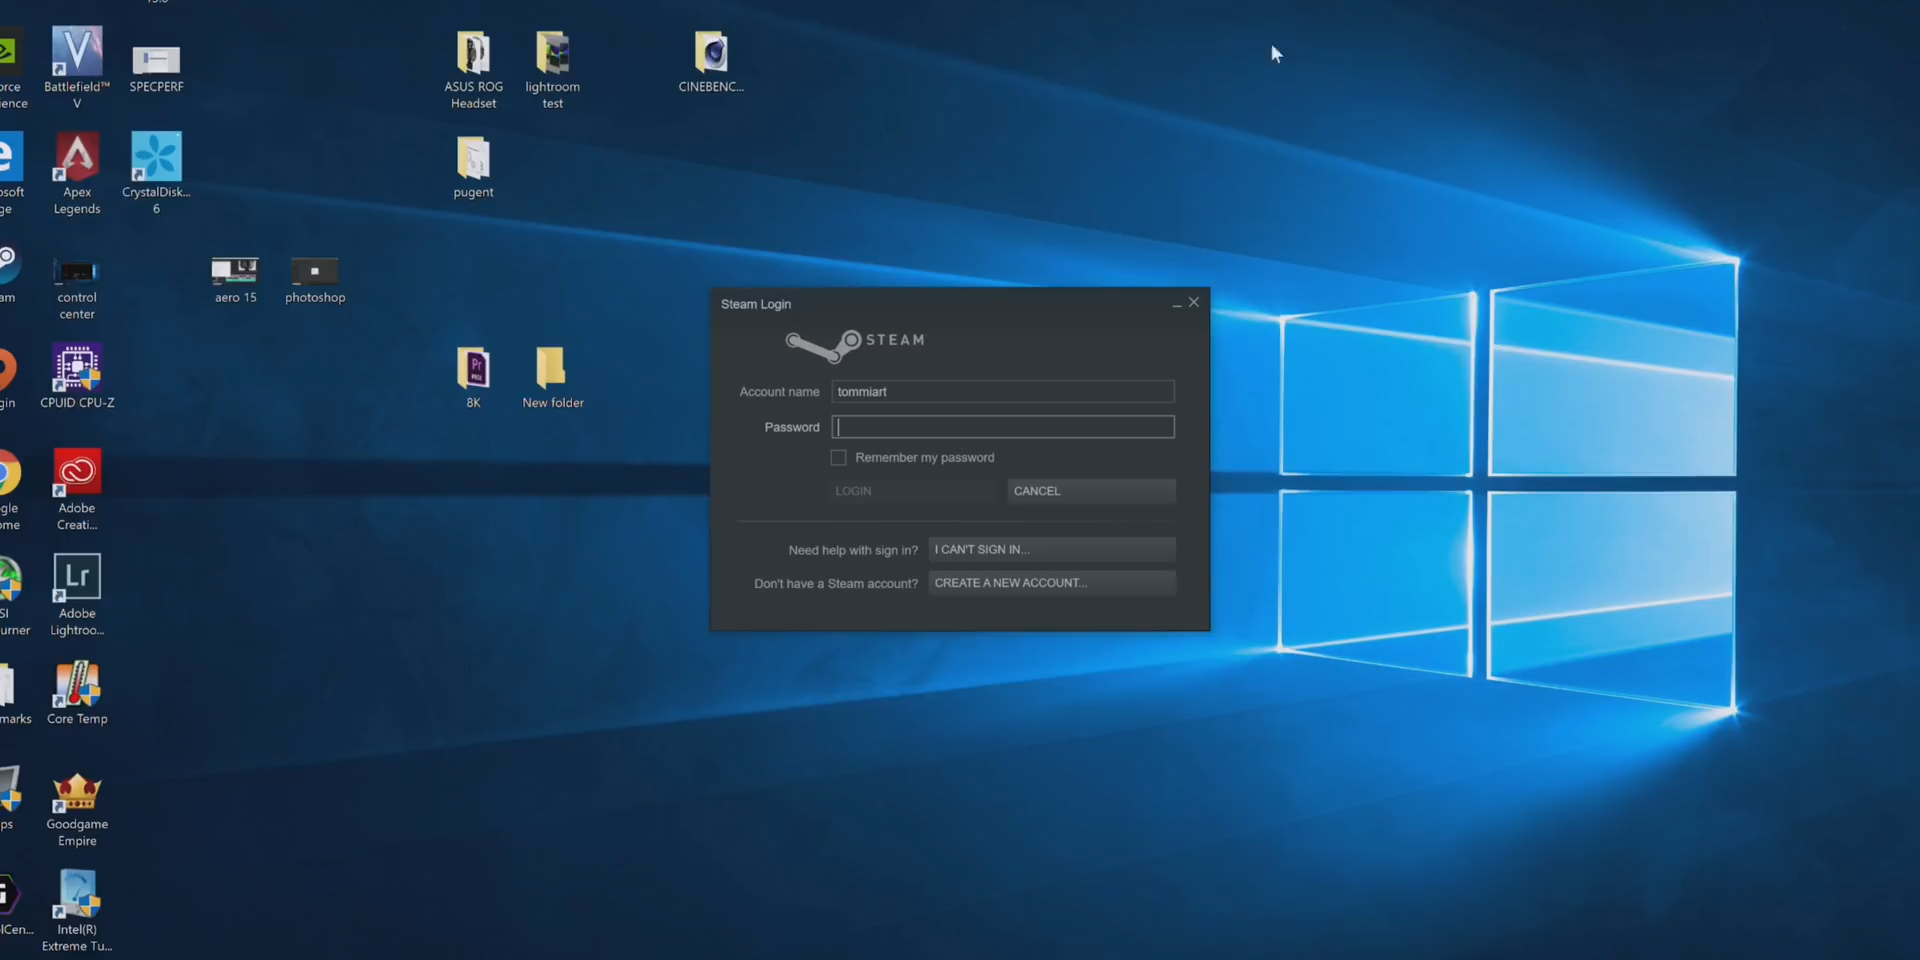 Battlefield™
V
SPECPERF
ASUS ROG
Headset
lightroom
test
CINEBENC...
Apex
Legends
CrystalDisk...
6
pugent
control
center
aero 15
photoshop
CPUID CPU-Z
8K
New folder
Adobe
Creati...
Lr
Adobe
Lightroo...
Core Temp
Goodgame
Empire
Intel(R)
Extreme Tu...
Steam Login
STEAM
Account name
tommiart
Password
Remember my password
LOGIN
CANCEL
Need help with sign in?
I CAN'T SIGN IN...
Don't have a Steam account?
CREATE A NEW ACCOUNT...